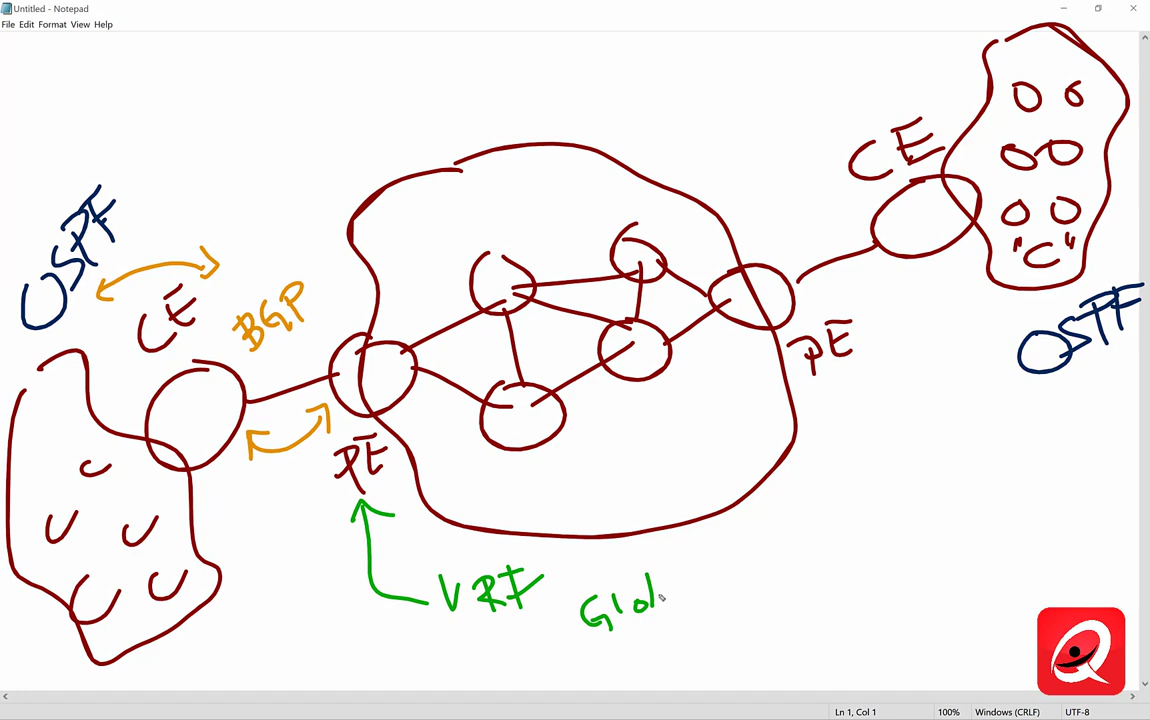 Untitled - Notepad
File Edit Format View Help
CE
OSPF
"C"
CE
BGP
OSPF
PE
PE
VRF Glob
Ln 1, Col 1 100% Windows (CRLF) UTF-8